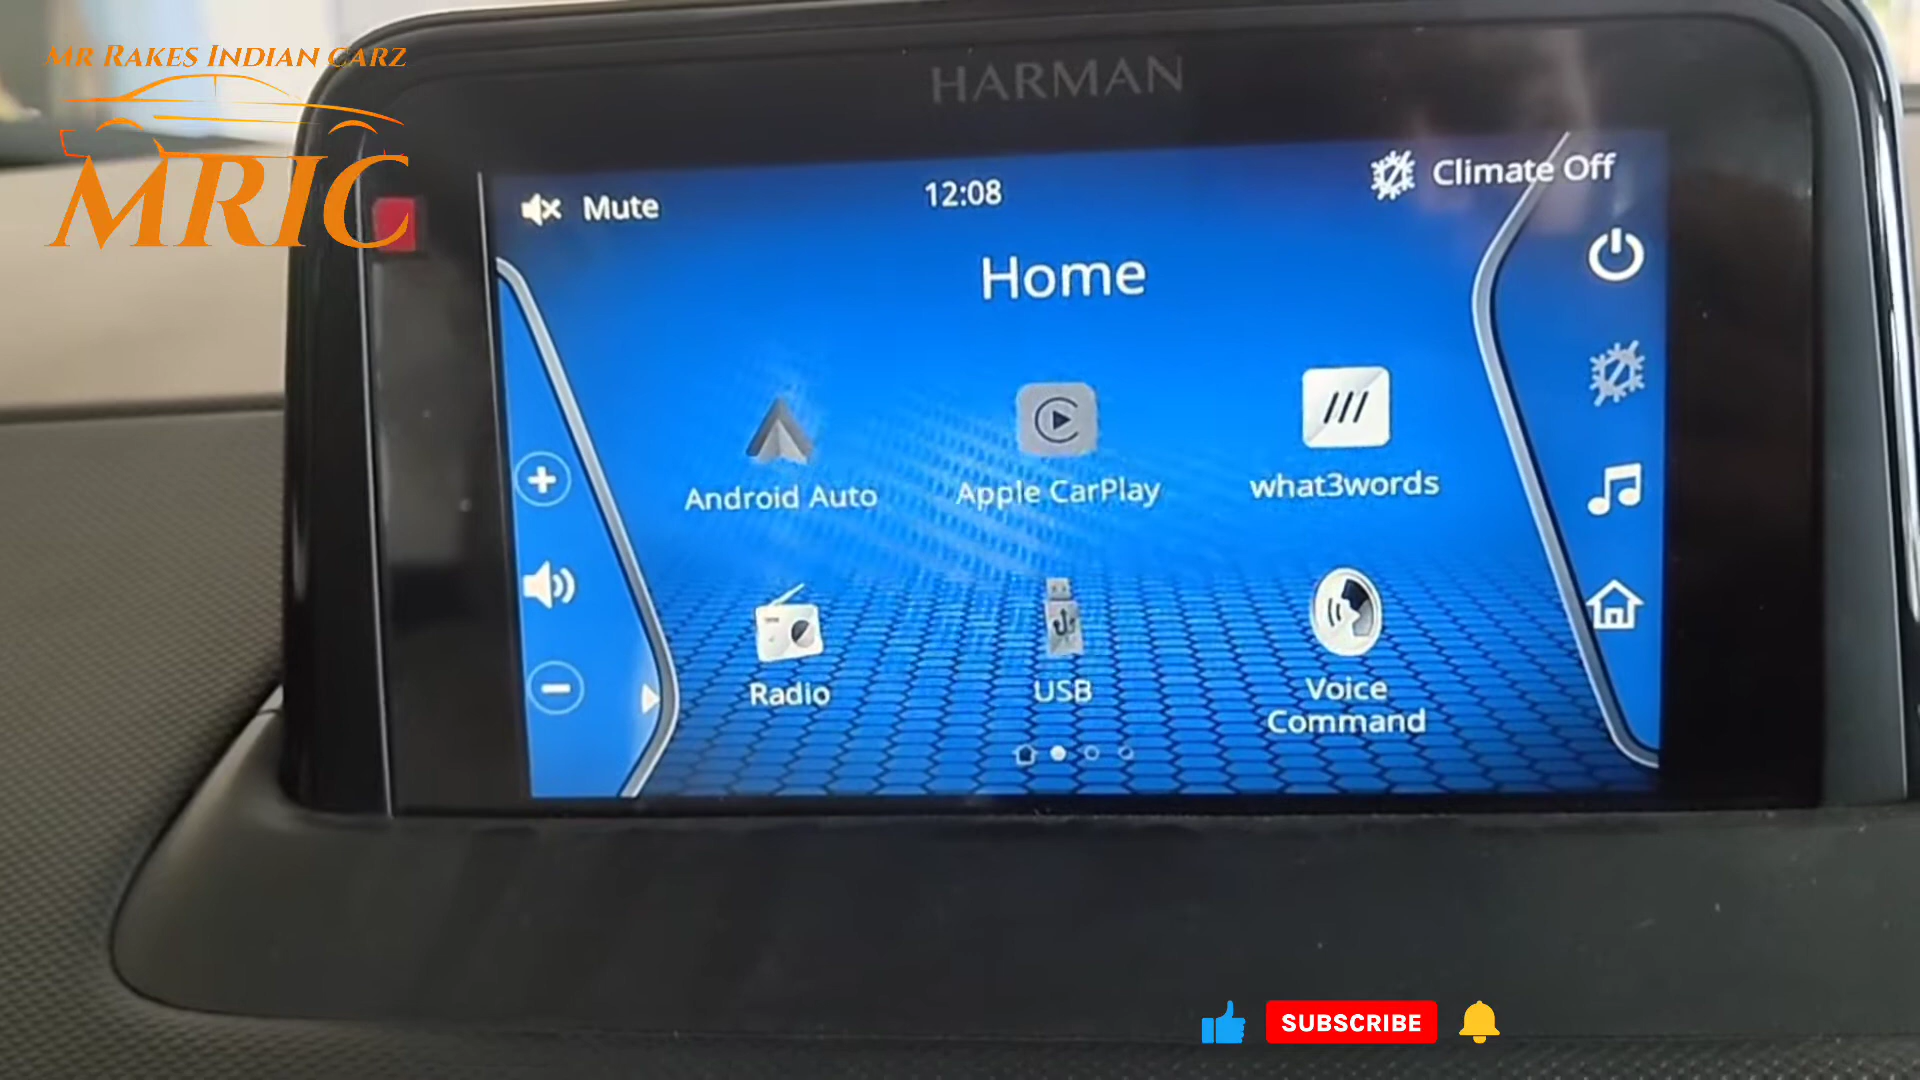 MR RAKES INDIAN CARZ
MRIC
HARMAN
Mute
12:08
Climate Off
Home
Android Auto
Apple CarPlay
what3words
Radio
USB
Voice
Command
SUBSCRIBE